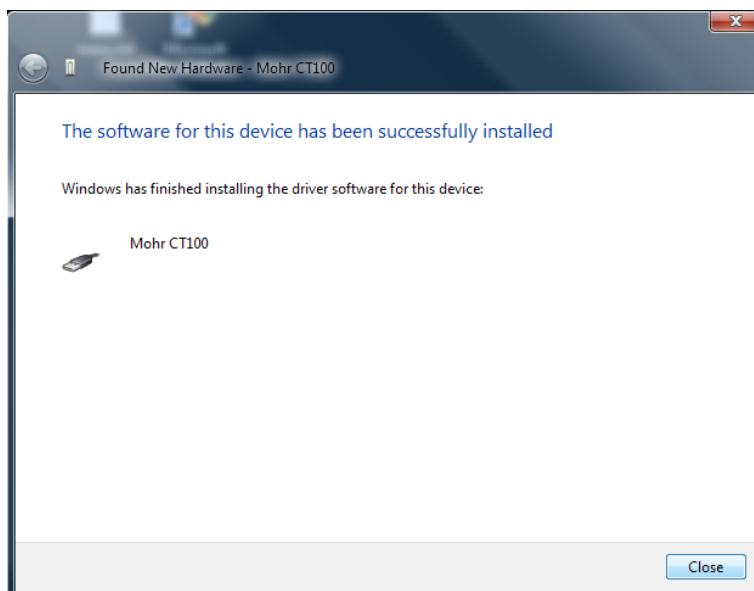 Found New Hardware - Mohr CT100
The software for this device has been successfully installed
Windows has finished installing the driver software for this device:
Mohr CT100
Close